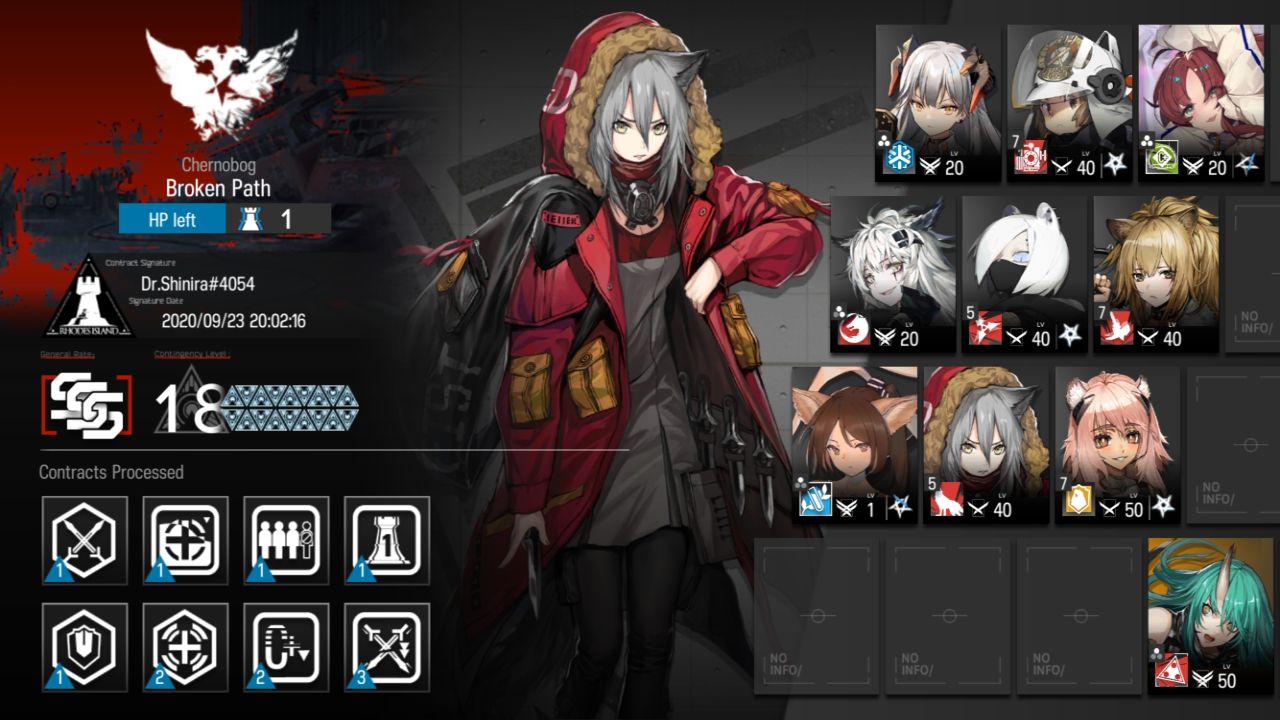 Chernobog
Broken Path
HP left 1
Contract Signature
Dr.Shinira#4054
Signature Date
2020/09/23 20:02:16
RHODES ISLAND
General Rate:
Contingency Level:
18
Contracts Processed
1 1 1 1
1 2 2 3
LV 20
7 LV 40
LV 20
LV 20
5 LV 40
7 LV 40
NO INFO/
LV 1
5 LV 40
7 LV 50
NO INFO/
NO INFO/
NO INFO/
NO INFO/
LV 50